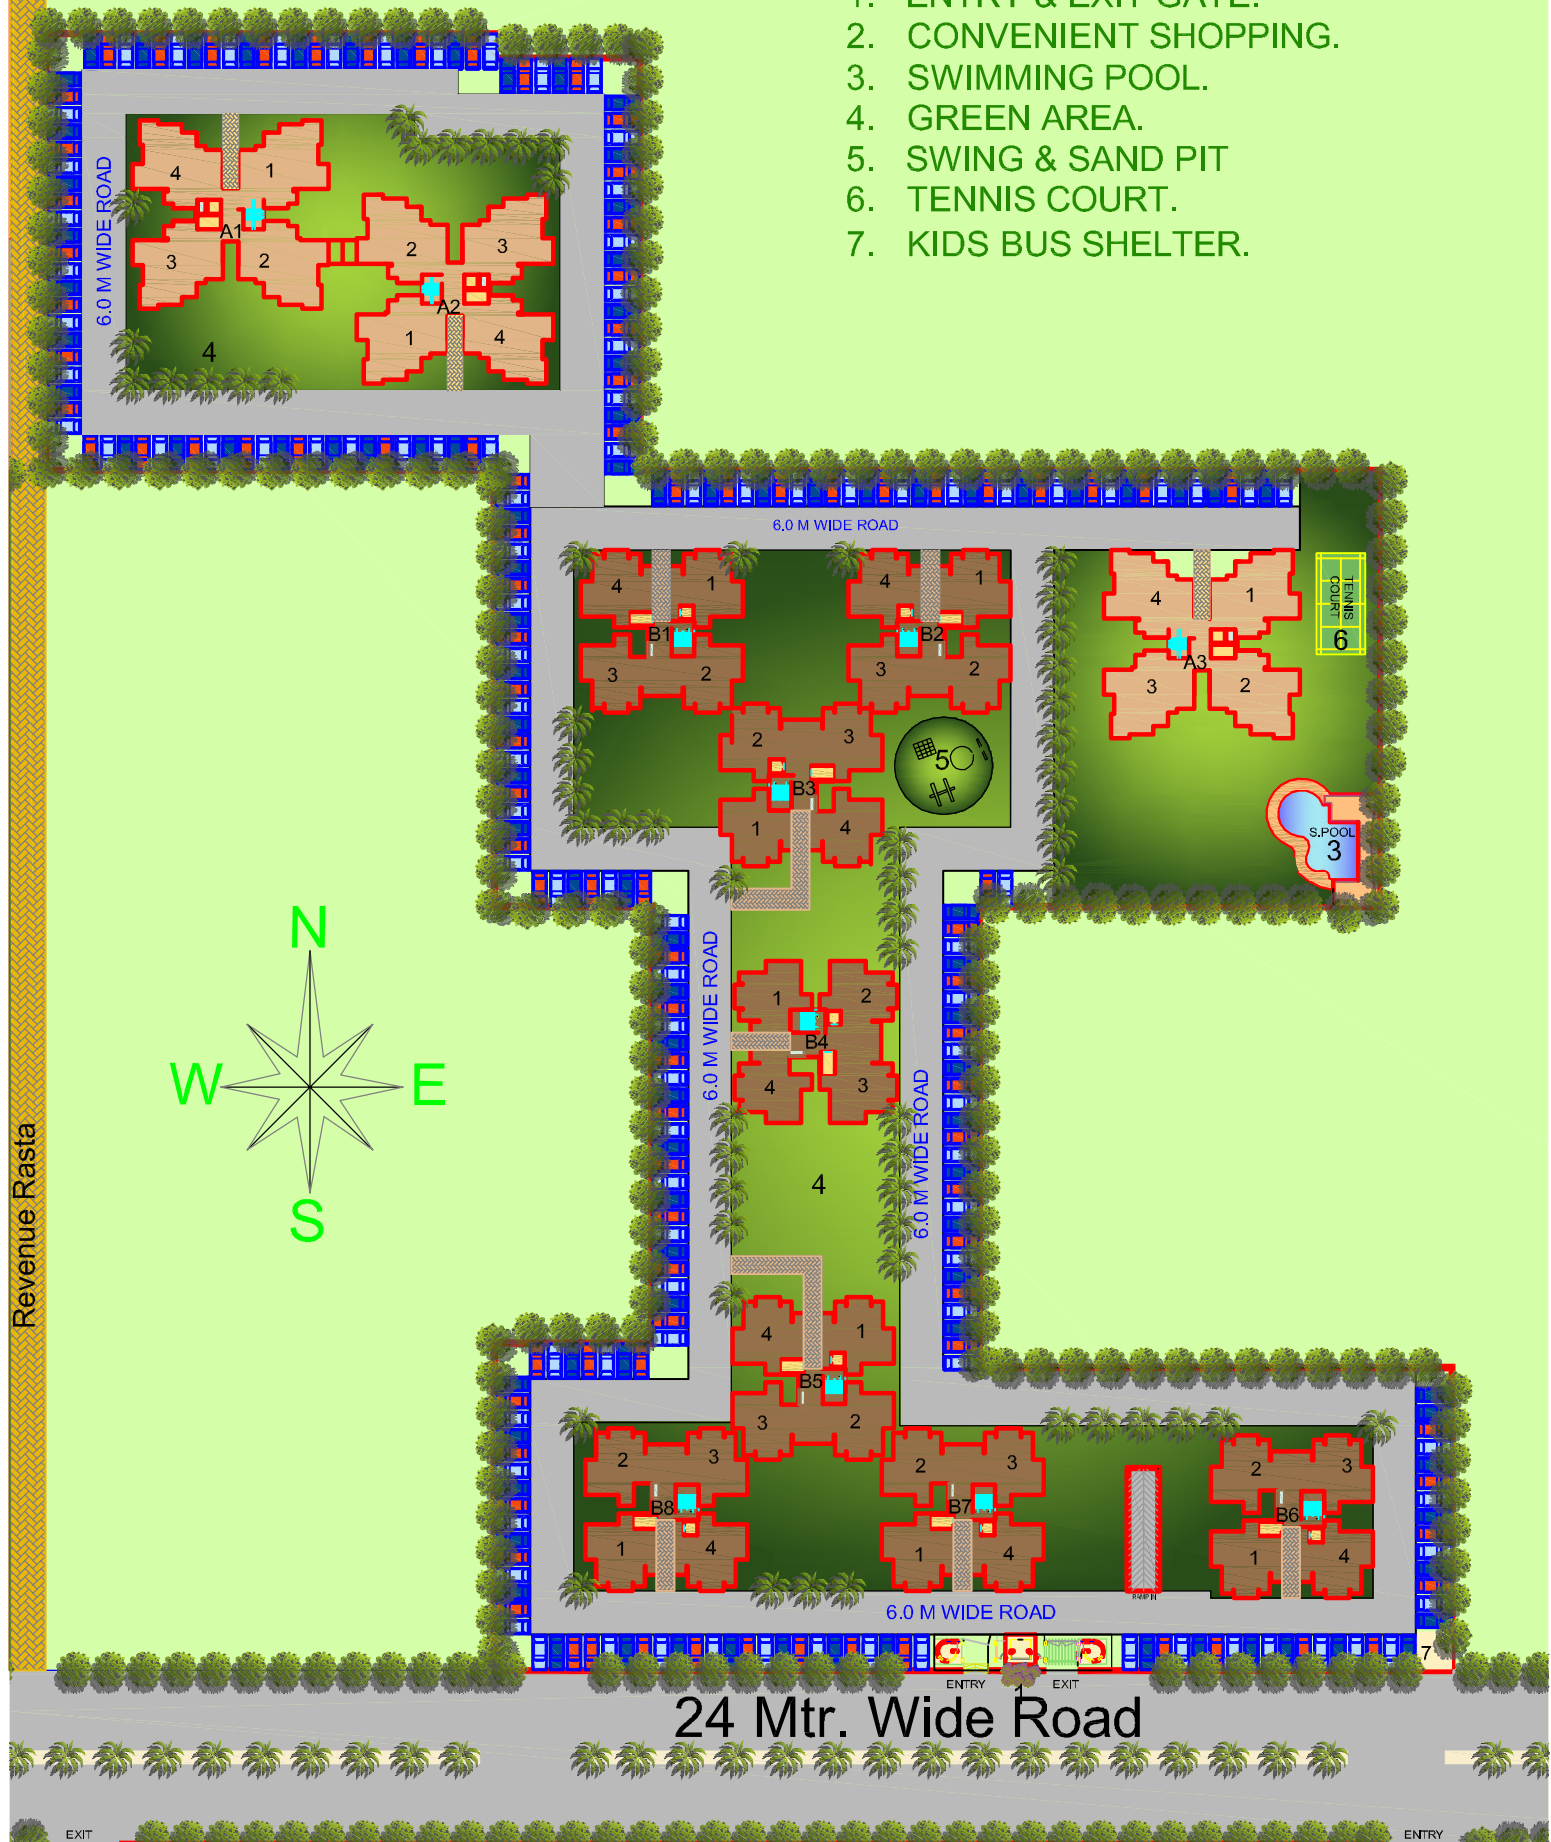 1. ENTRY & EXIT GATE.
2. CONVENIENT SHOPPING.
3. SWIMMING POOL.
4. GREEN AREA.
5. SWING & SAND PIT
6. TENNIS COURT.
7. KIDS BUS SHELTER.
6.0 M WIDE ROAD
4
1
A1
3
2
2
3
A2
1
4
4
6.0 M WIDE ROAD
4
1
B1
3
2
4
1
B2
3
2
4
1
A3
3
2
TENNIS
COURT
6
2
3
B3
1
4
5
S.POOL
3
N
W
E
S
Revenue Rasta
6.0 M WIDE ROAD
1
2
B4
4
3
6.0 M WIDE ROAD
4
4
1
B5
3
2
2
3
B8
1
4
2
3
B7
1
4
RAMP IN
2
3
B6
1
4
6.0 M WIDE ROAD
7
ENTRY
1
EXIT
24 Mtr. Wide Road
EXIT
ENTRY